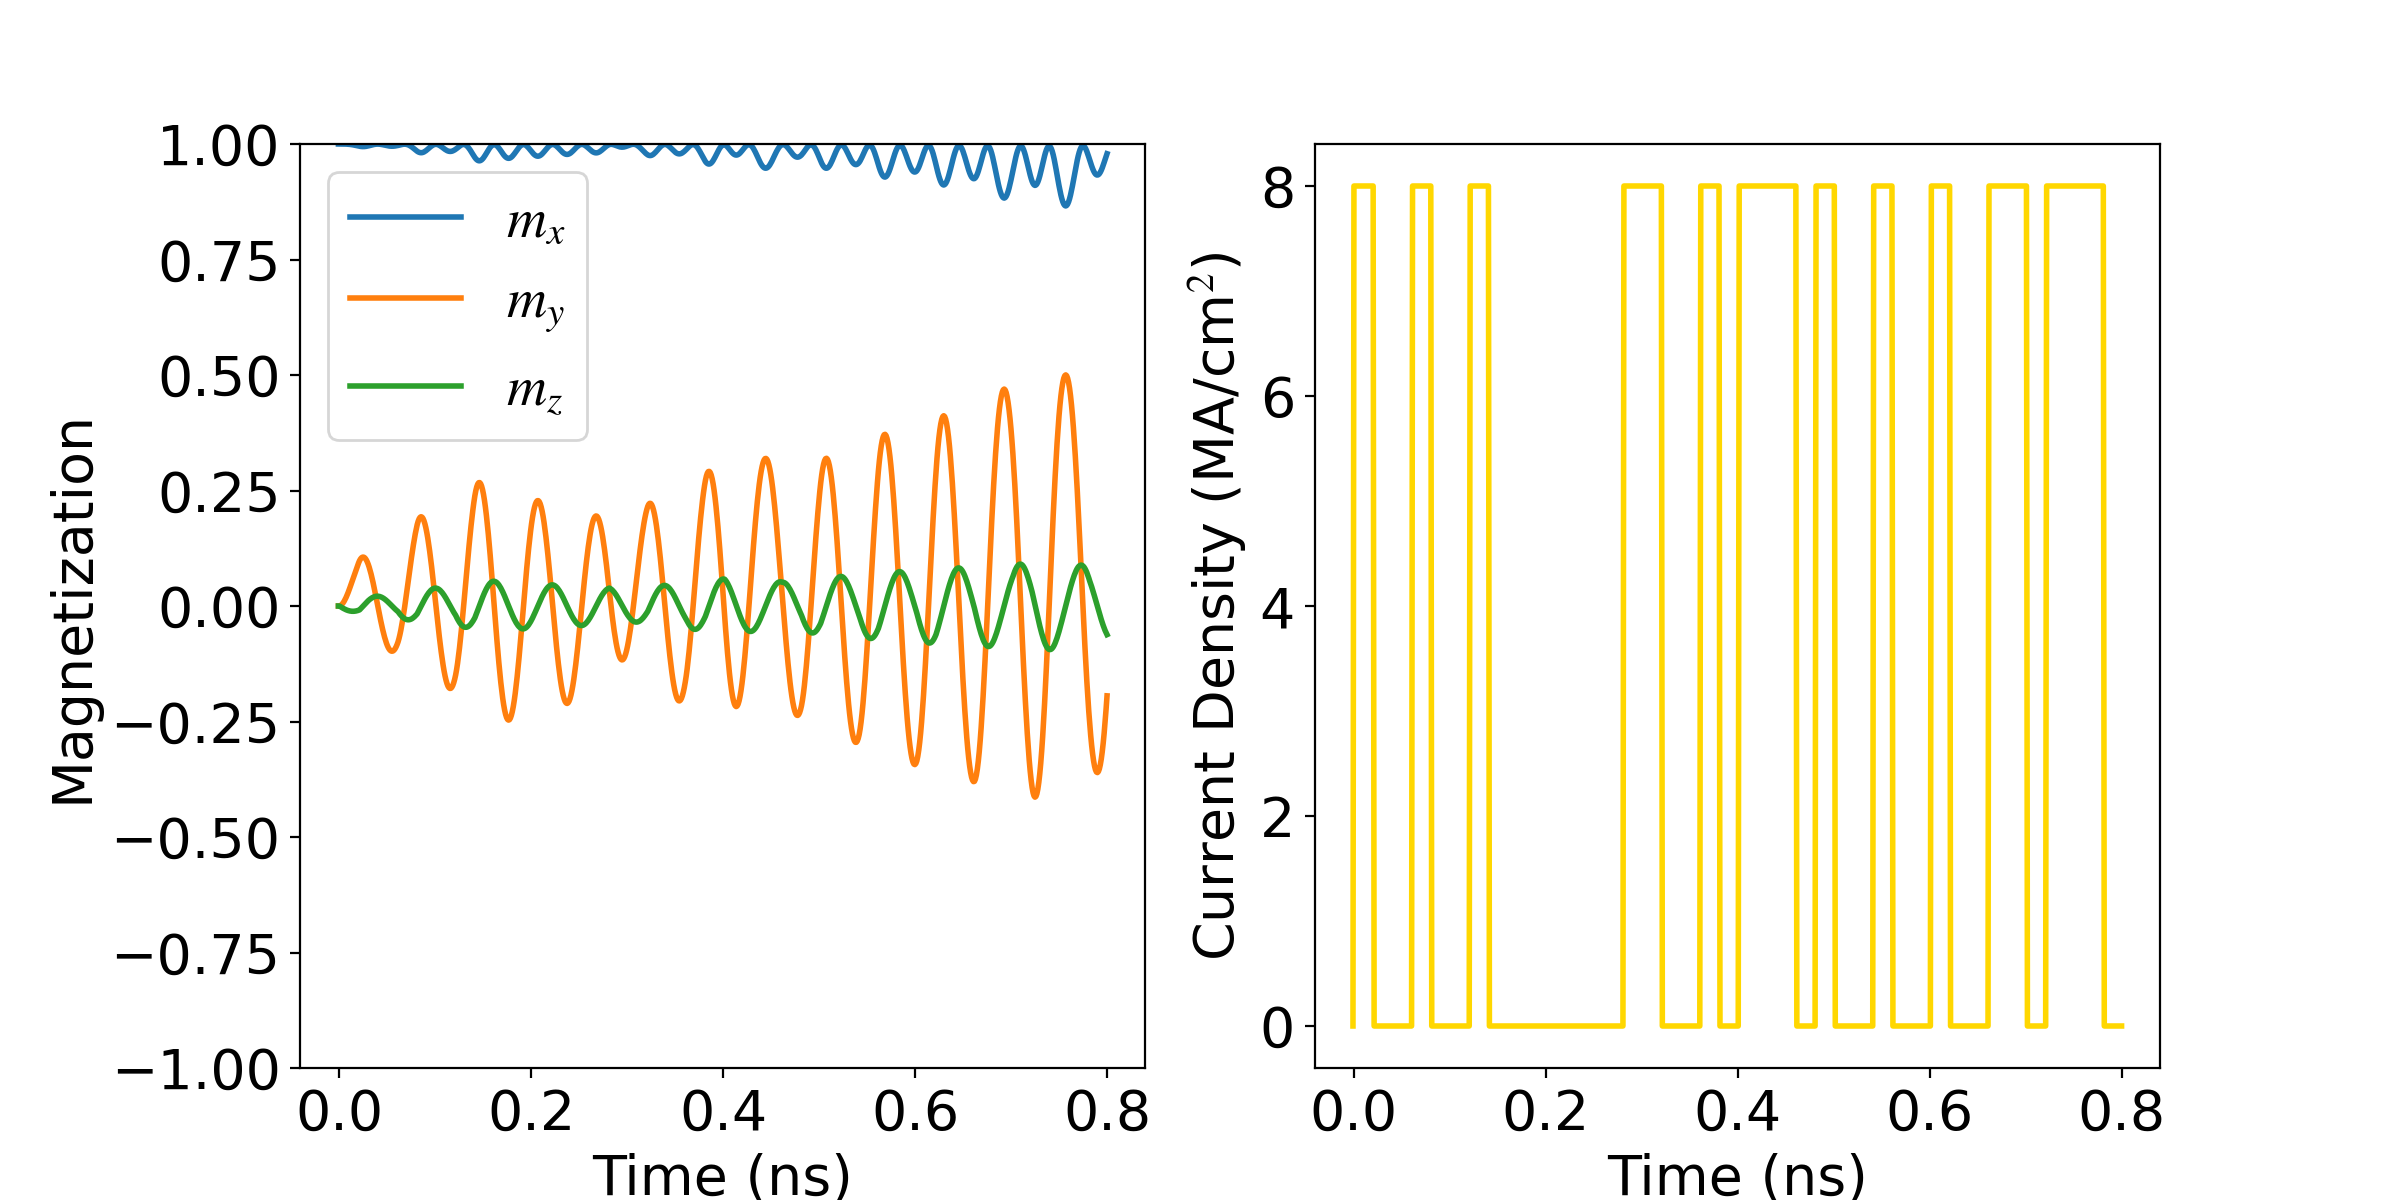 Magnetization
1.00
0.75
0.50
0.25
0.00
−0.25
−0.50
−0.75
−1.00
m_x
m_y
m_z
0.0 0.2 0.4 0.6 0.8
Time (ns)
Current Density (MA/cm²)
8
6
4
2
0
0.0 0.2 0.4 0.6 0.8
Time (ns)